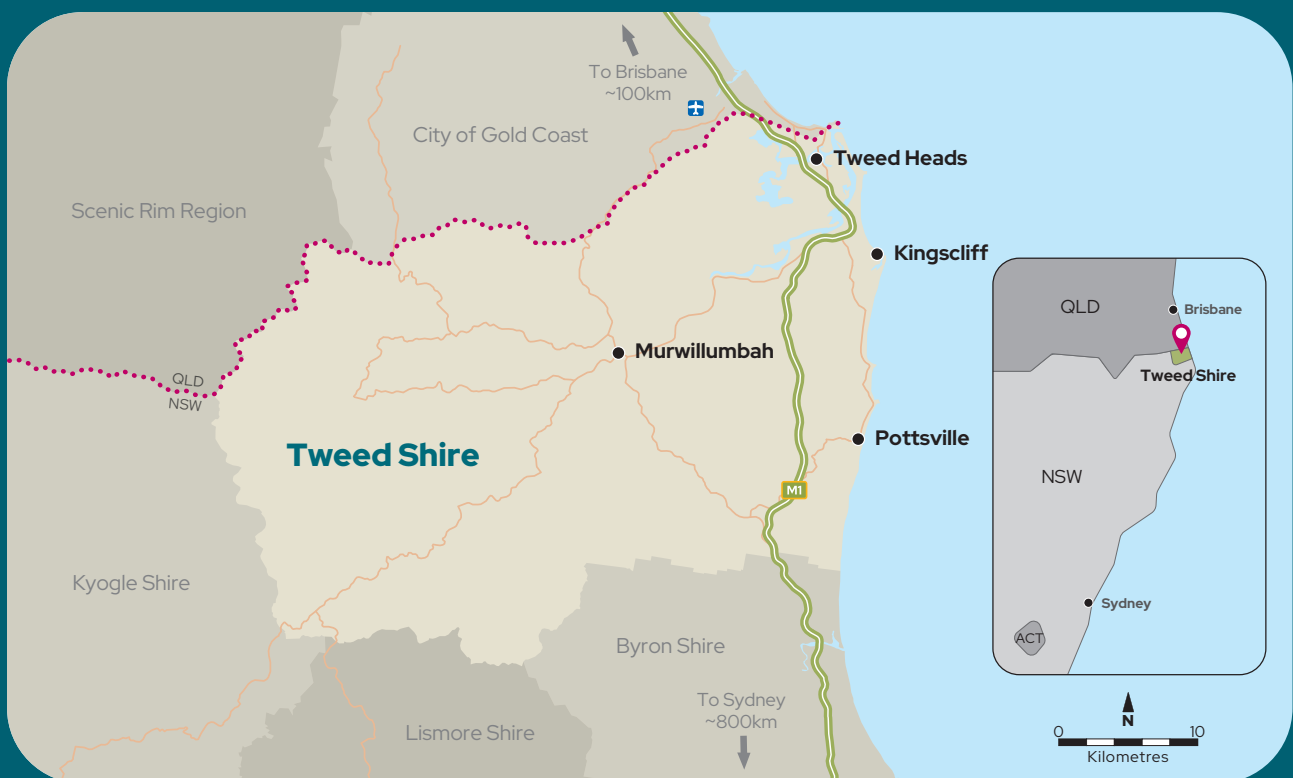 To Brisbane
~100km
City of Gold Coast
Tweed Heads
Scenic Rim Region
Kingscliff
QLD
Brisbane
Murwillumbah
Tweed Shire
QLD
NSW
Pottsville
Tweed Shire
NSW
M1
Kyogle Shire
Sydney
ACT
Byron Shire
To Sydney
~800km
Lismore Shire
N
0 10
Kilometres